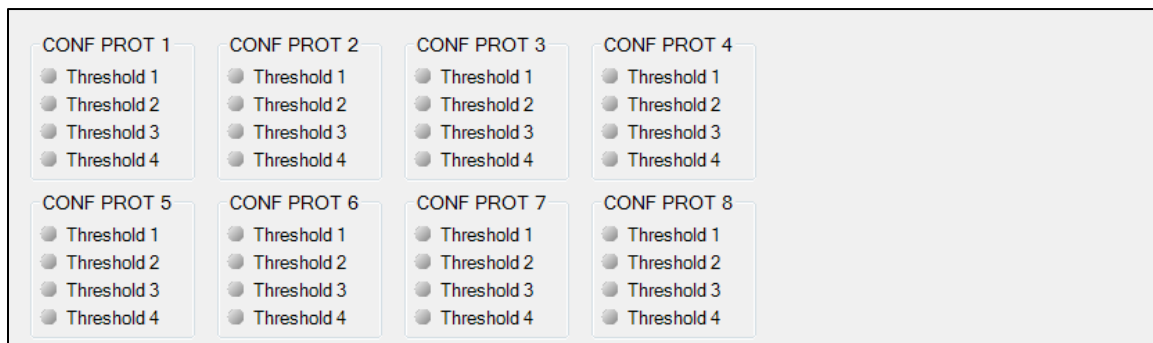 CONF PROT 1
Threshold 1
Threshold 2
Threshold 3
Threshold 4
CONF PROT 2
Threshold 1
Threshold 2
Threshold 3
Threshold 4
CONF PROT 3
Threshold 1
Threshold 2
Threshold 3
Threshold 4
CONF PROT 4
Threshold 1
Threshold 2
Threshold 3
Threshold 4
CONF PROT 5
Threshold 1
Threshold 2
Threshold 3
Threshold 4
CONF PROT 6
Threshold 1
Threshold 2
Threshold 3
Threshold 4
CONF PROT 7
Threshold 1
Threshold 2
Threshold 3
Threshold 4
CONF PROT 8
Threshold 1
Threshold 2
Threshold 3
Threshold 4